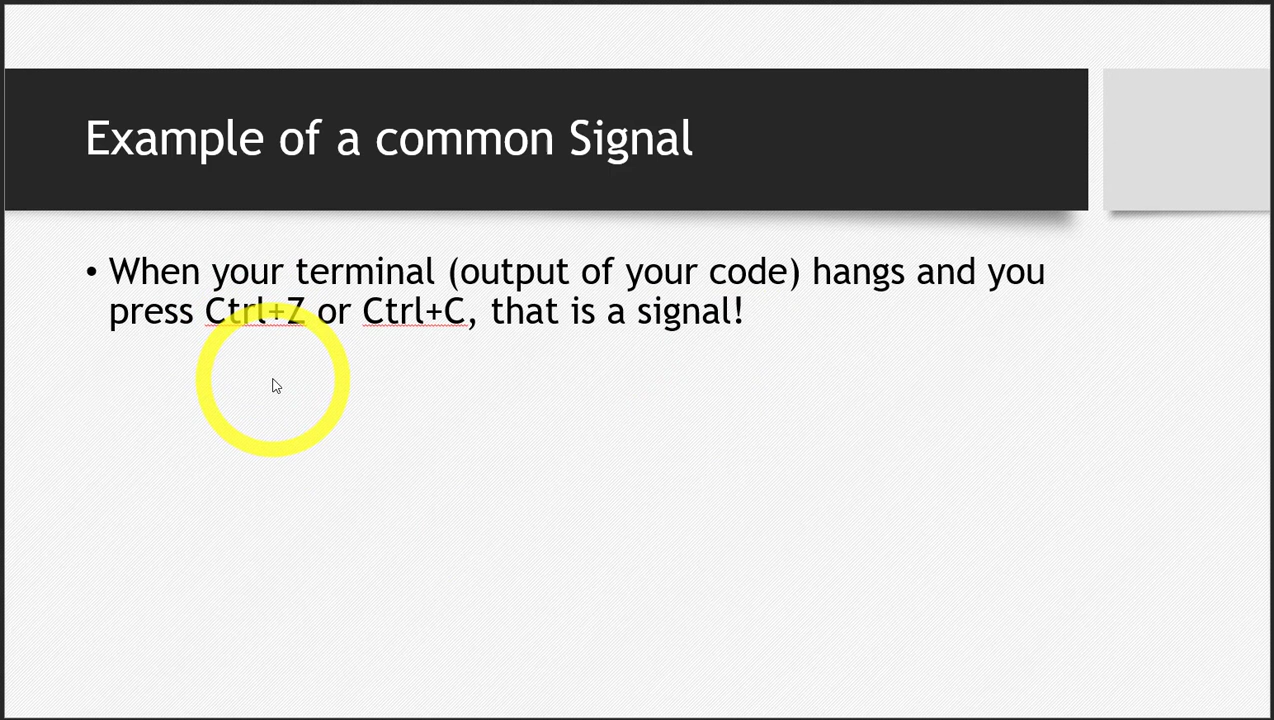 Example of a common Signal
• When your terminal (output of your code) hangs and you
press Ctrl+Z or Ctrl+C, that is a signal!